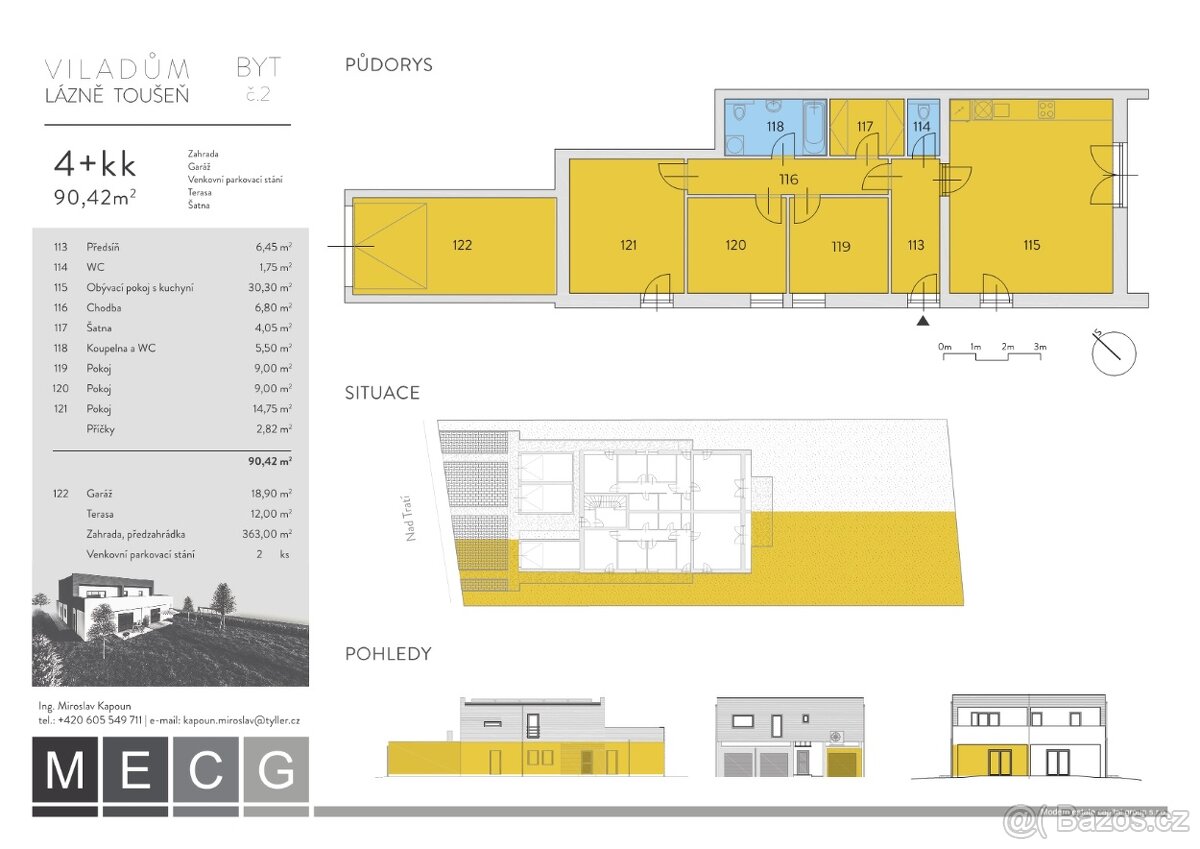 VILADŮM
LÁZNĚ TOUŠEŇ
BYT
č.2
4+kk
90,42m²
Zahrada
Garáž
Venkovní parkovací stání
Terasa
Šatna
113 Předsíň 6,45 m²
114 WC 1,75 m²
115 Obývací pokoj s kuchyní 30,30 m²
116 Chodba 6,80 m²
117 Šatna 4,05 m²
118 Koupelna a WC 5,50 m²
119 Pokoj 9,00 m²
120 Pokoj 9,00 m²
121 Pokoj 14,75 m²
Příčky 2,82 m²
90,42 m²
122 Garáž 18,90 m²
Terasa 12,00 m²
Zahrada, předzahrádka 363,00 m²
Venkovní parkovací stání 2 ks
Ing. Miroslav Kapoun
tel.: +420 605 549 711 | e-mail: kapoun.miroslav@tyller.cz
M E C G
PŮDORYS
118
117
114
116
122
121
120
119
113
115
0m 1m 2m 3m
S
SITUACE
Nad Tratí
POHLEDY
Modern estate capital group s.r.o.
@( Bazos.cz